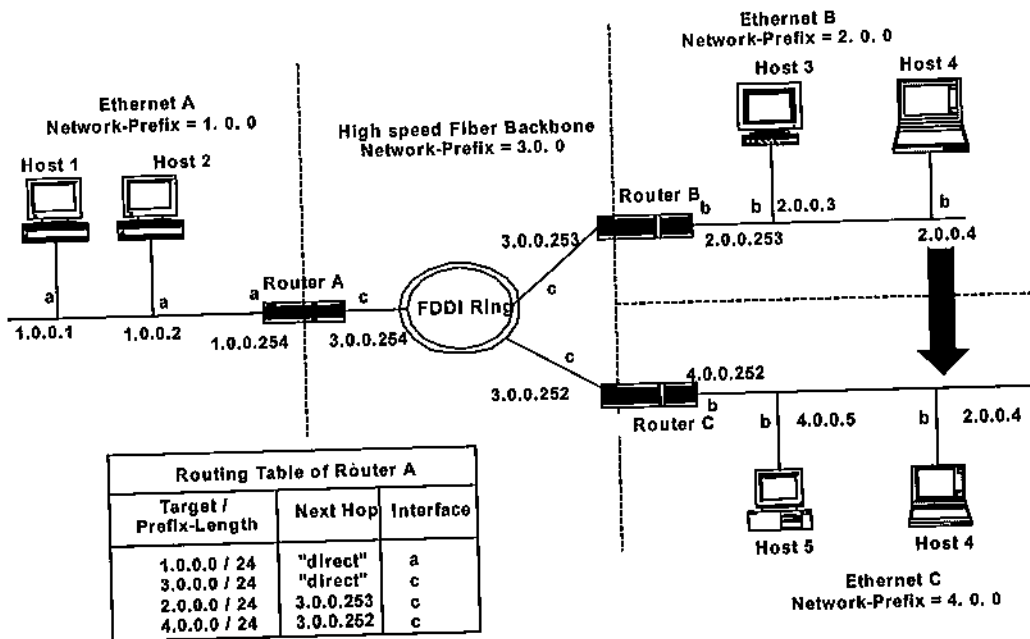 Ethernet B
Network-Prefix = 2. 0. 0
Host 3
Host 4
Ethernet A
Network-Prefix = 1. 0. 0
High speed Fiber Backbone
Network-Prefix = 3.0. 0
Host 1
Host 2
Router B
b
b
2.0.0.3
b
3.0.0.253
2.0.0.253
2.0.0.4
Router A
a
a
a
c
FDDI Ring
c
1.0.0.1
1.0.0.2
1.0.0.254
3.0.0.254
c
4.0.0.252
3.0.0.252
b
Router C
b
4.0.0.5
b
2.0.0.4
Host 5
Host 4
Ethernet C
Network-Prefix = 4. 0. 0
Routing Table of Router A
Target / Prefix-Length Next Hop Interface
1.0.0.0 / 24 "direct" a
3.0.0.0 / 24 "direct" c
2.0.0.0 / 24 3.0.0.253 c
4.0.0.0 / 24 3.0.0.252 c